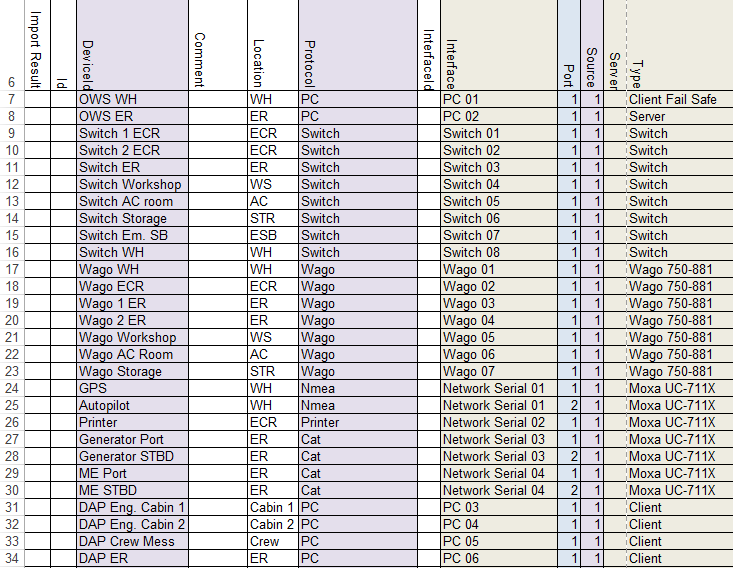 6 Import Result Id DeviceId Comment Location Protocol InterfaceId Interface Port Source Server Type
7 OWS WH WH PC PC 01 1 1 Client Fail Safe
8 OWS ER ER PC PC 02 1 1 Server
9 Switch 1 ECR ECR Switch Switch 01 1 1 Switch
10 Switch 2 ECR ECR Switch Switch 02 1 1 Switch
11 Switch ER ER Switch Switch 03 1 1 Switch
12 Switch Workshop WS Switch Switch 04 1 1 Switch
13 Switch AC room AC Switch Switch 05 1 1 Switch
14 Switch Storage STR Switch Switch 06 1 1 Switch
15 Switch Em. SB ESB Switch Switch 07 1 1 Switch
16 Switch WH WH Switch Switch 08 1 1 Switch
17 Wago WH WH Wago Wago 01 1 1 Wago 750-881
18 Wago ECR ECR Wago Wago 02 1 1 Wago 750-881
19 Wago 1 ER ER Wago Wago 03 1 1 Wago 750-881
20 Wago 2 ER ER Wago Wago 04 1 1 Wago 750-881
21 Wago Workshop WS Wago Wago 05 1 1 Wago 750-881
22 Wago AC Room AC Wago Wago 06 1 1 Wago 750-881
23 Wago Storage STR Wago Wago 07 1 1 Wago 750-881
24 GPS WH Nmea Network Serial 01 1 1 Moxa UC-711X
25 Autopilot WH Nmea Network Serial 01 2 1 Moxa UC-711X
26 Printer ECR Printer Network Serial 02 1 1 Moxa UC-711X
27 Generator Port ER Cat Network Serial 03 1 1 Moxa UC-711X
28 Generator STBD ER Cat Network Serial 03 2 1 Moxa UC-711X
29 ME Port ER Cat Network Serial 04 1 1 Moxa UC-711X
30 ME STBD ER Cat Network Serial 04 2 1 Moxa UC-711X
31 DAP Eng. Cabin 1 Cabin 1 PC PC 03 1 1 Client
32 DAP Eng. Cabin 2 Cabin 2 PC PC 04 1 1 Client
33 DAP Crew Mess Crew PC PC 05 1 1 Client
34 DAP ER ER PC PC 06 1 1 Client